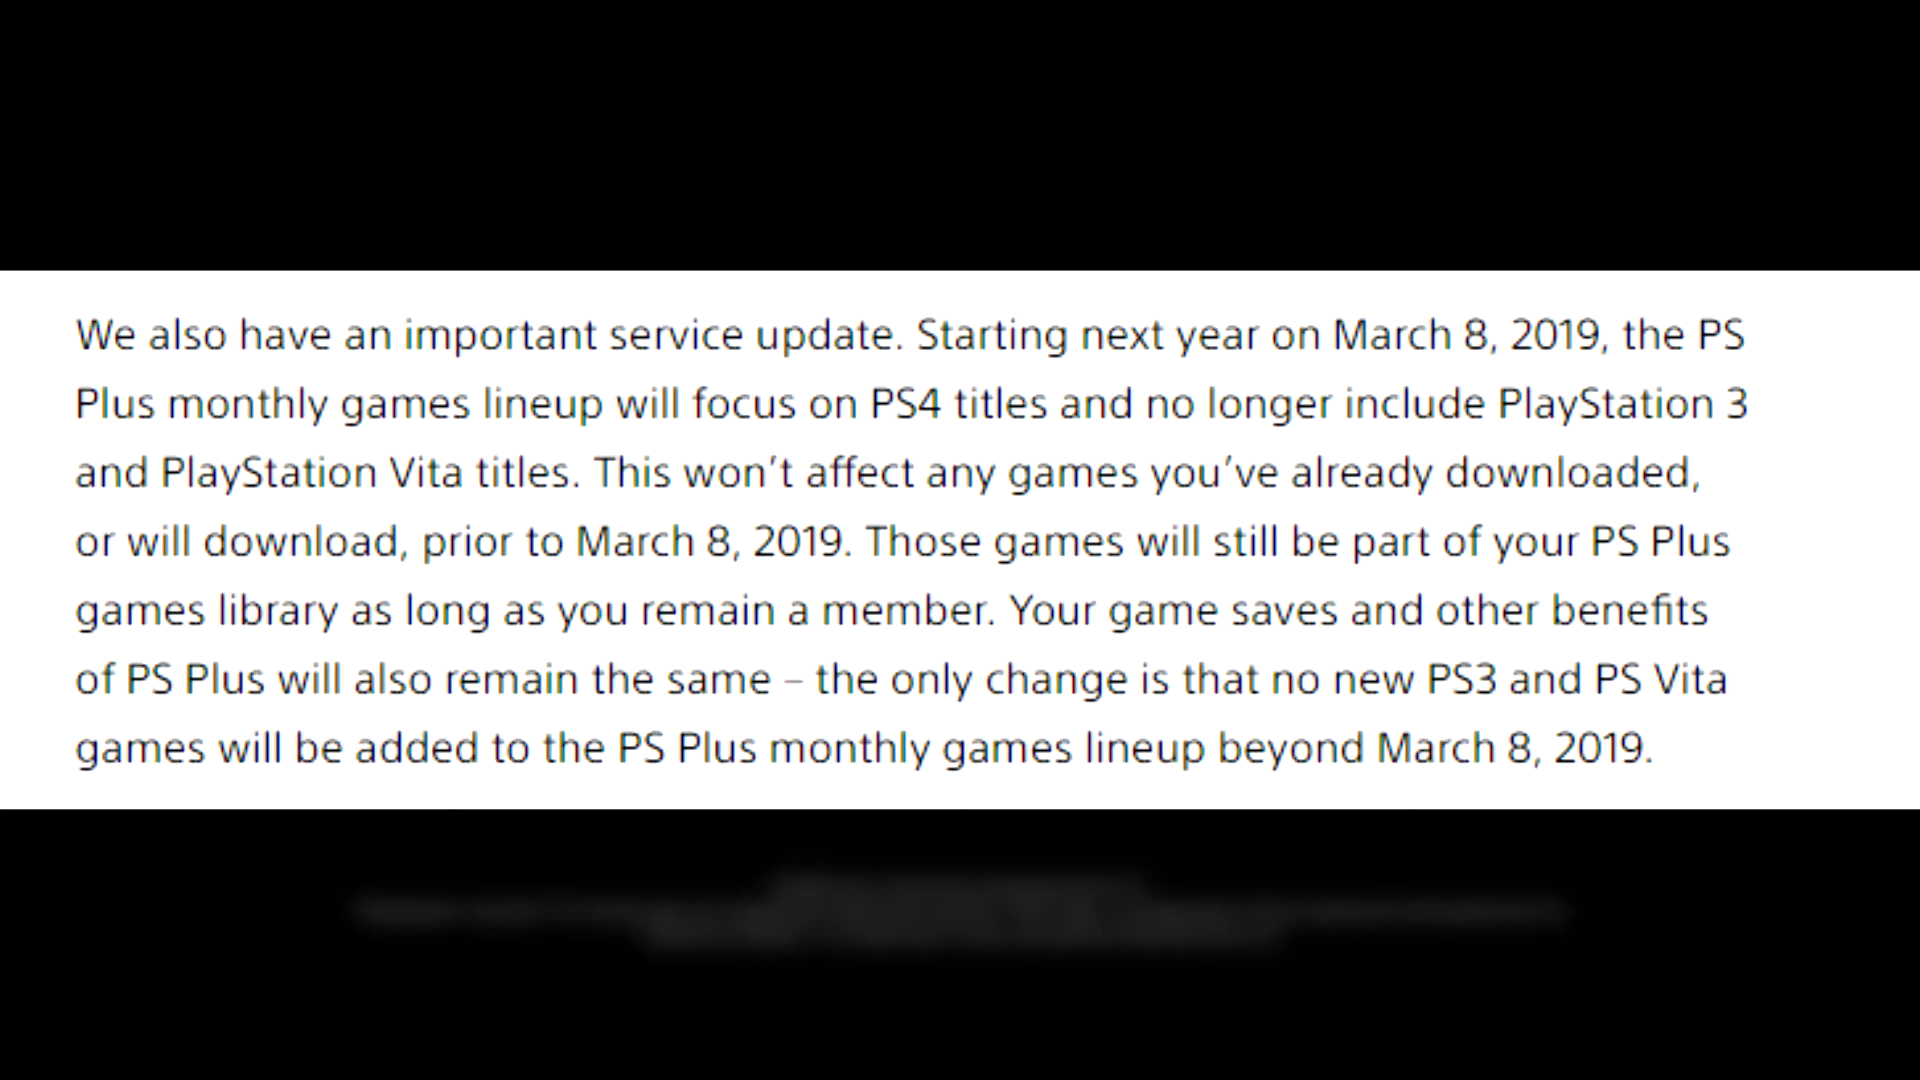 We also have an important service update. Starting next year on March 8, 2019, the PS
Plus monthly games lineup will focus on PS4 titles and no longer include PlayStation 3
and PlayStation Vita titles. This won’t affect any games you’ve already downloaded,
or will download, prior to March 8, 2019. Those games will still be part of your PS Plus
games library as long as you remain a member. Your game saves and other benefits
of PS Plus will also remain the same – the only change is that no new PS3 and PS Vita
games will be added to the PS Plus monthly games lineup beyond March 8, 2019.